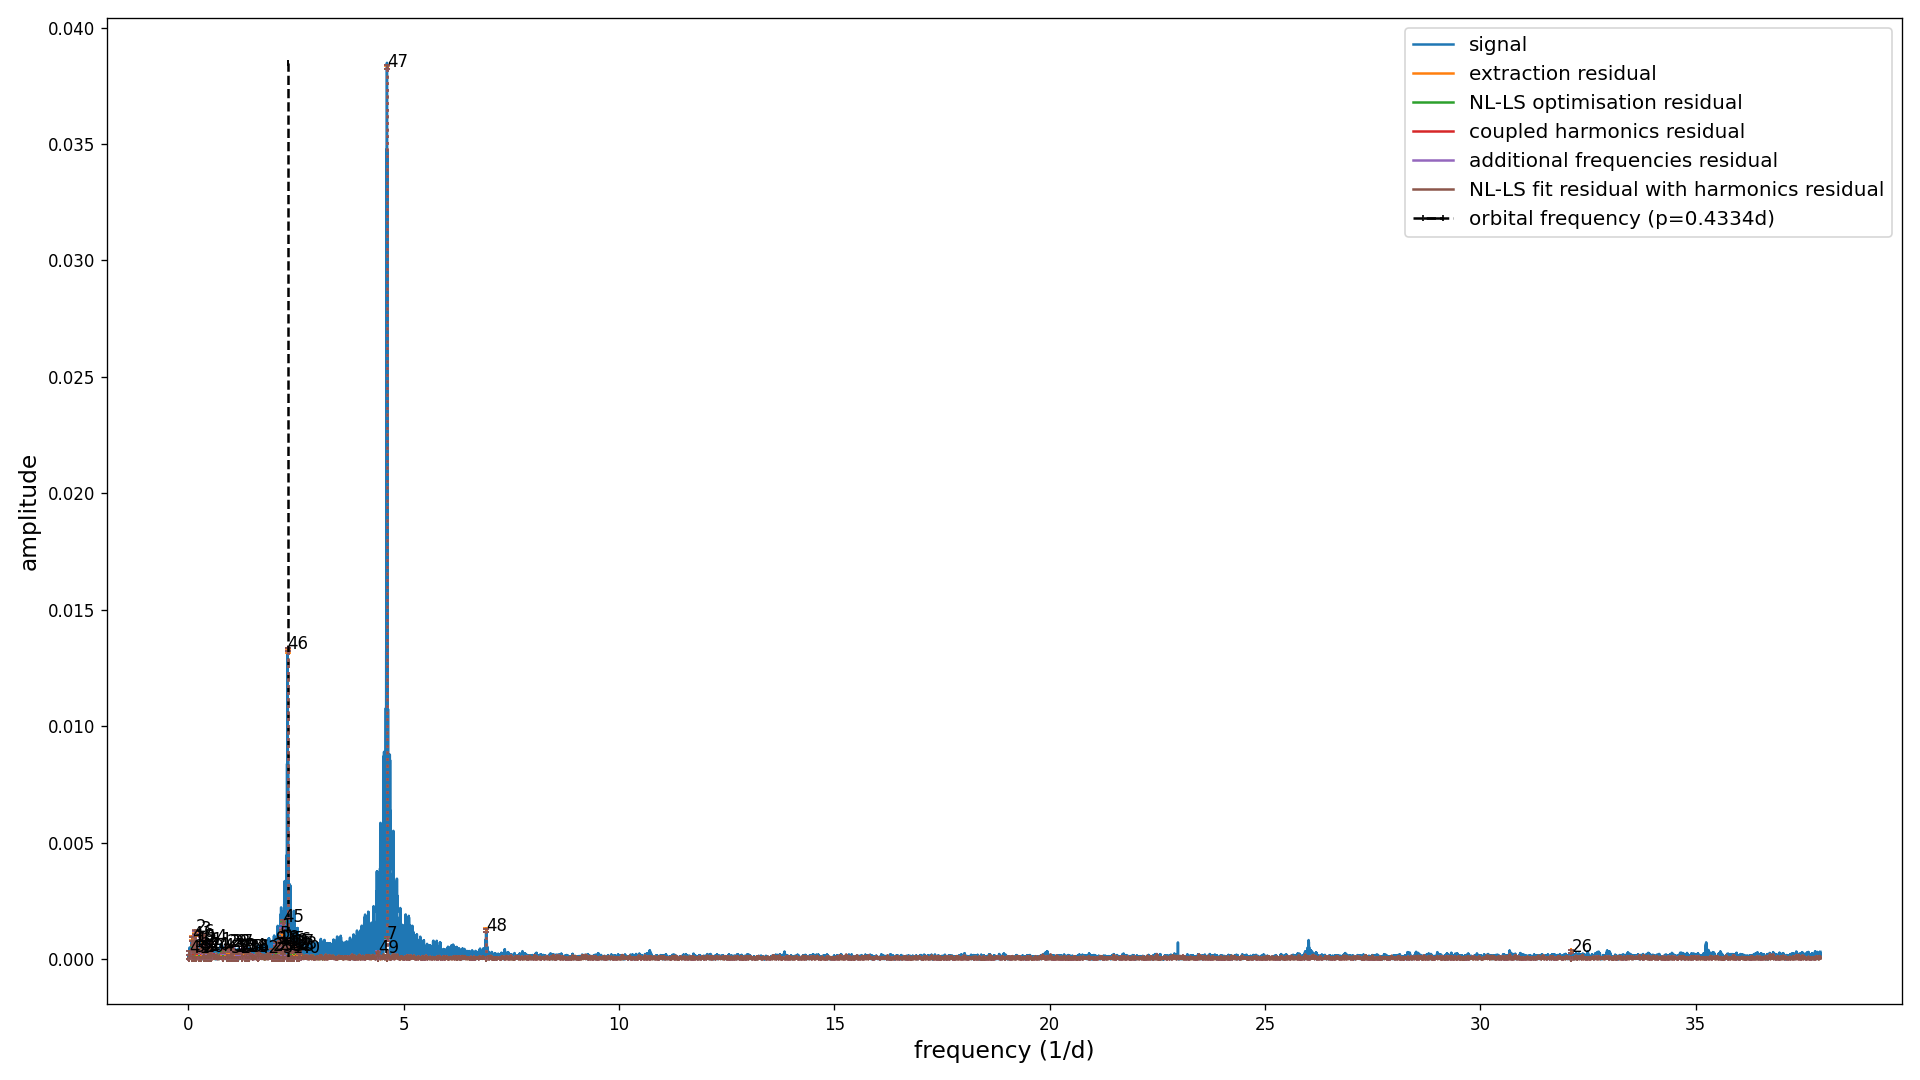 0.040
0.035
0.030
0.025
0.020
0.015
0.010
0.005
0.000
amplitude
47
46
45
48
7
49
26
0
5
10
15
20
25
30
35
frequency (1/d)
signal
extraction residual
NL-LS optimisation residual
coupled harmonics residual
additional frequencies residual
NL-LS fit residual with harmonics residual
orbital frequency (p=0.4334d)